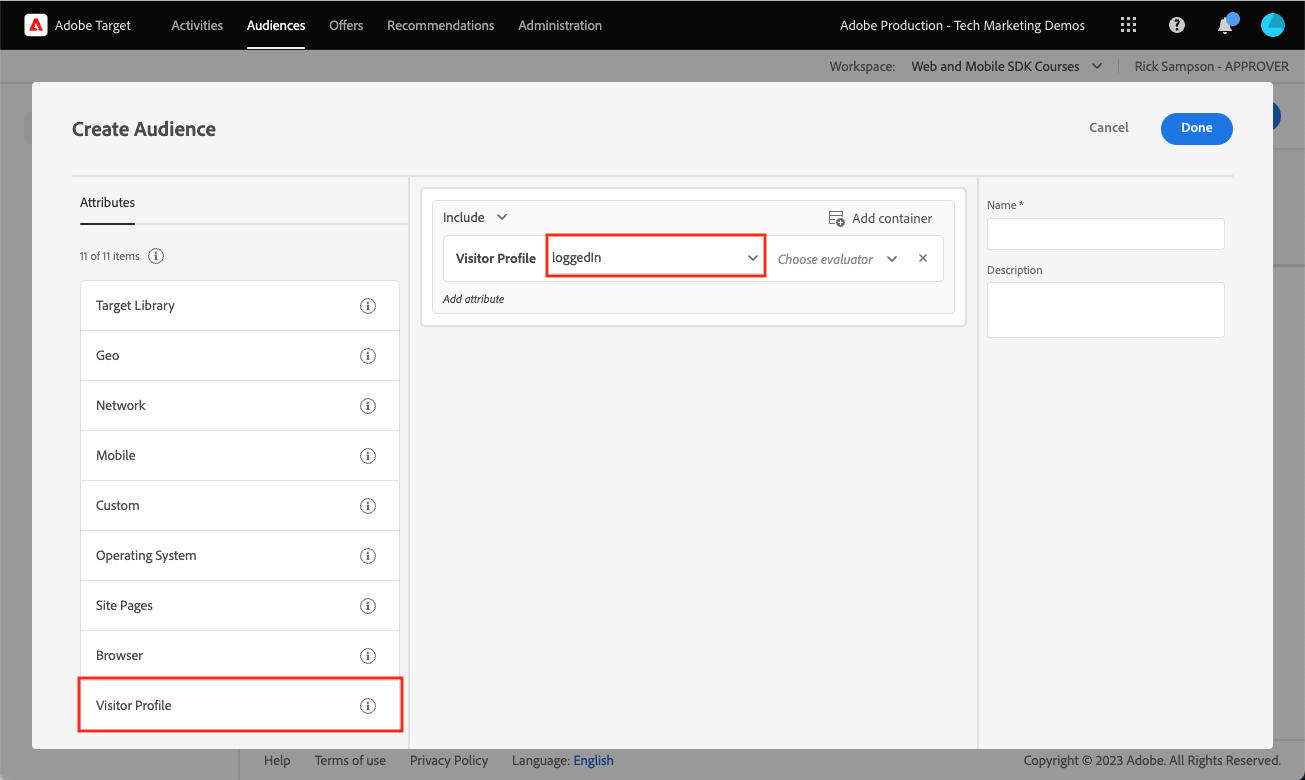 Adobe Target Activities Audiences Offers Recommendations Administration Adobe Production - Tech Marketing Demos
Workspace: Web and Mobile SDK Courses Rick Sampson - APPROVER
Create Audience Cancel Done
Attributes
11 of 11 items
Target Library
Geo
Network
Mobile
Custom
Operating System
Site Pages
Browser
Visitor Profile
Include Add container
Visitor Profile loggedIn Choose evaluator
Add attribute
Name *
Description
Help Terms of use Privacy Policy Language: English Copyright © 2023 Adobe. All Rights Reserved.